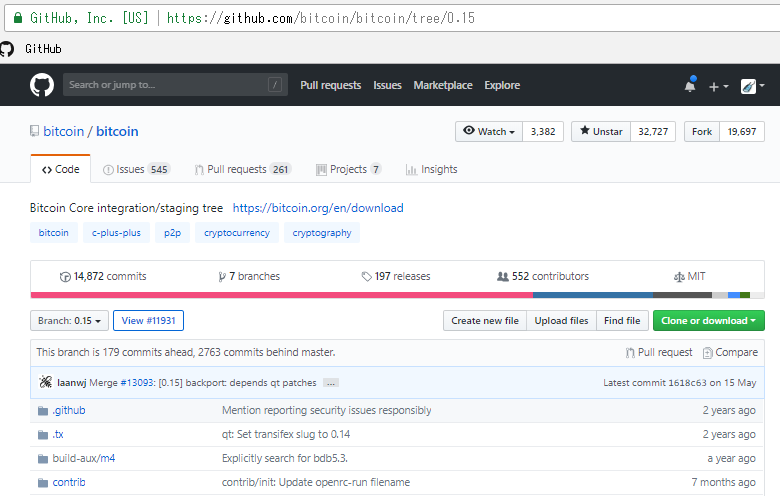 GitHub, Inc. [US] | https://github.com/bitcoin/bitcoin/tree/0.15
GitHub
Search or jump to... / Pull requests Issues Marketplace Explore
bitcoin / bitcoin Watch 3,382 Unstar 32,727 Fork 19,697
Code Issues 545 Pull requests 261 Projects 7 Insights
Bitcoin Core integration/staging tree https://bitcoin.org/en/download
bitcoin c-plus-plus p2p cryptocurrency cryptography
14,872 commits 7 branches 197 releases 552 contributors MIT
Branch: 0.15 View #11931 Create new file Upload files Find file Clone or download
This branch is 179 commits ahead, 2763 commits behind master. Pull request Compare
laanwj Merge #13093: [0.15] backport: depends qt patches ... Latest commit 1618c63 on 15 May
.github Mention reporting security issues responsibly 2 years ago
.tx qt: Set transifex slug to 0.14 2 years ago
build-aux/m4 Explicitly search for bdb5.3. a year ago
contrib contrib/init: Update openrc-run filename 7 months ago